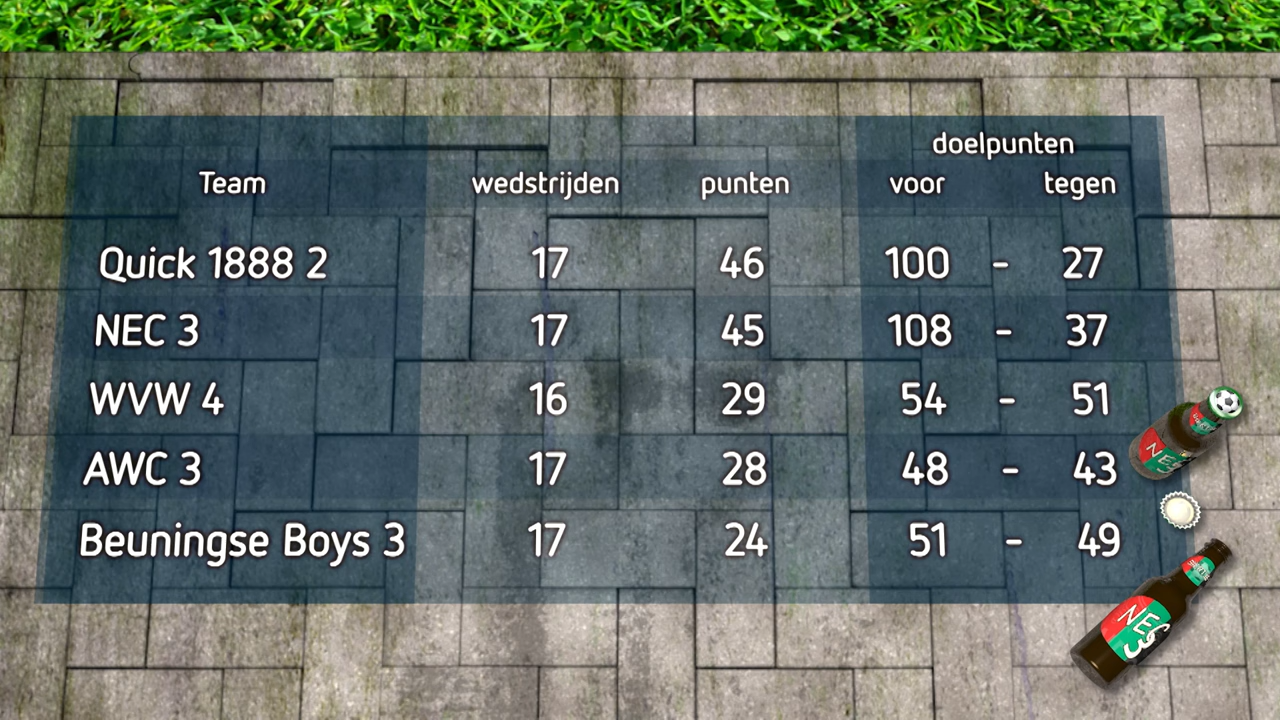 doelpunten
Team wedstrijden punten voor tegen
Quick 1888 2 17 46 100 - 27
NEC 3 17 45 108 - 37
WVW 4 16 29 54 - 51
AWC 3 17 28 48 - 43
Beuningse Boys 3 17 24 51 - 49
NEC
3
NEC
3